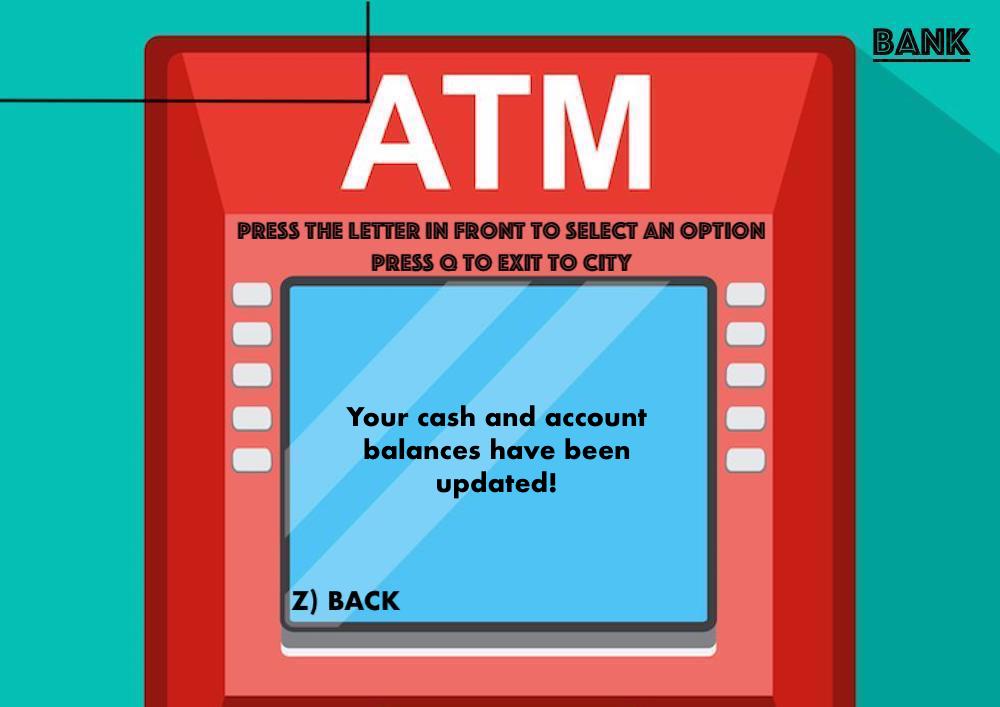 BANK
ATM
PRESS THE LETTER IN FRONT TO SELECT AN OPTION
PRESS Q TO EXIT TO CITY
Your cash and account
balances have been
updated!
Z) BACK